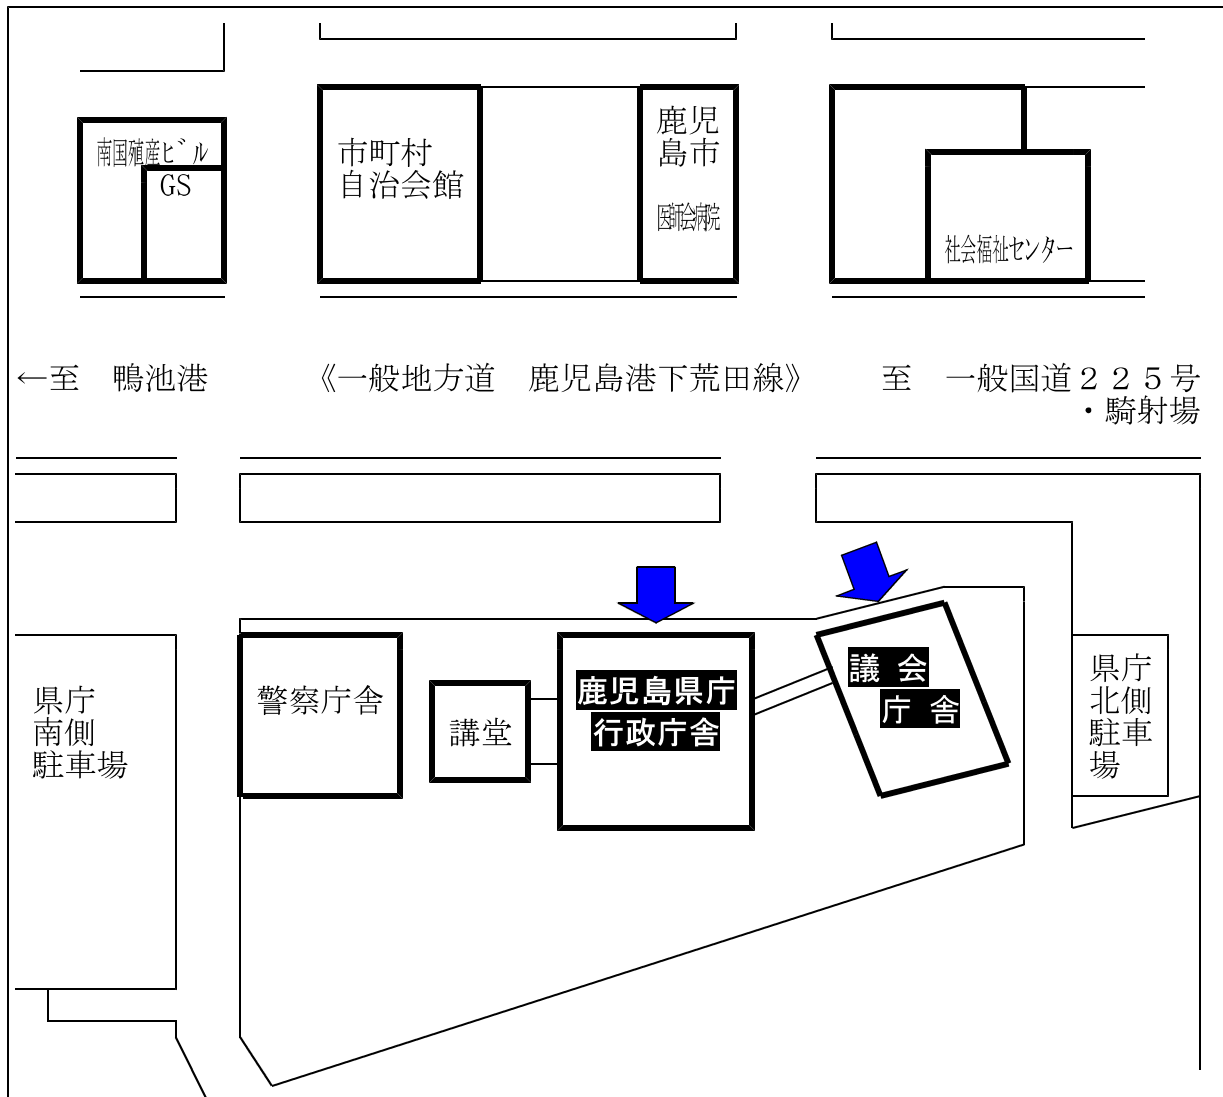 南国殖産ビル
GS
市町村
自治会館
鹿児
島市
医師会病院
社会福祉センター
←至　鴨池港　《一般地方道　鹿児島港下荒田線》　至　一般国道２２５号
・騎射場
県庁
南側
駐車場
警察庁舎
講堂
鹿児島県庁
行政庁舎
議 会
庁 舎
県庁
北側
駐車
場